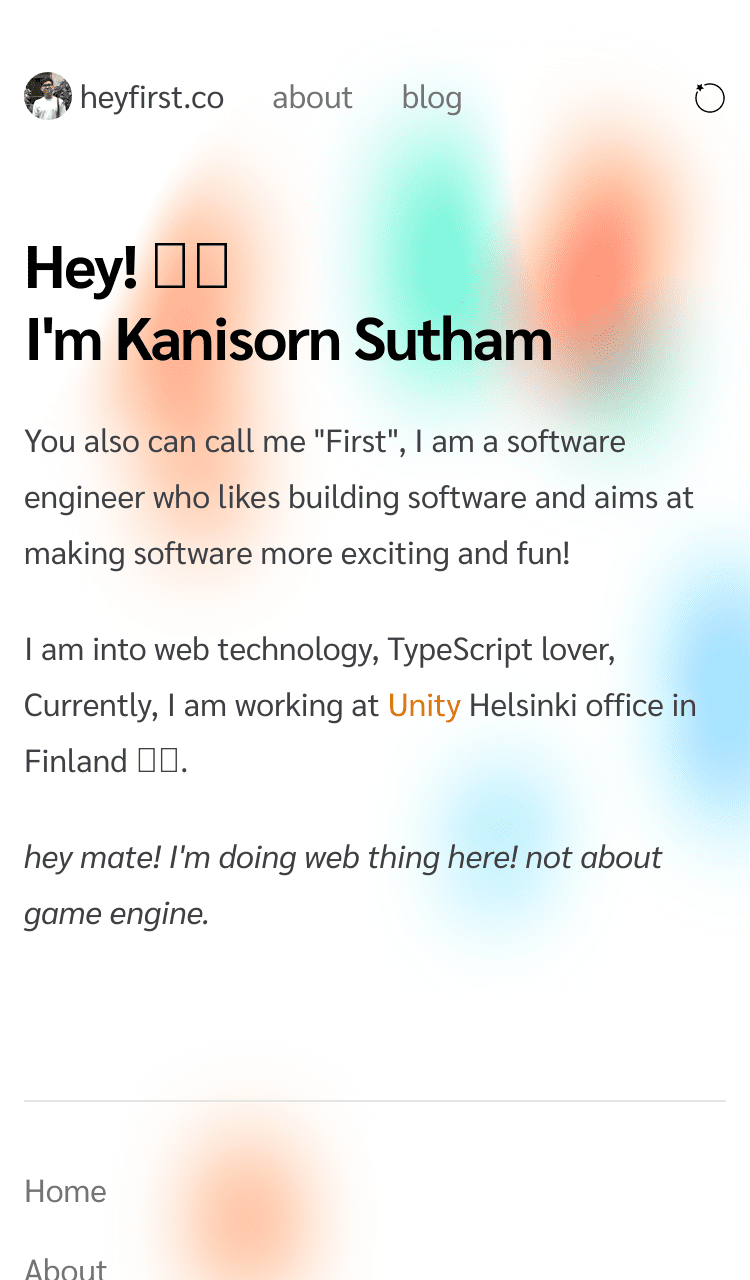 heyfirst.co about blog
Hey!
I'm Kanisorn Sutham
You also can call me "First", I am a software
engineer who likes building software and aims at
making software more exciting and fun!
I am into web technology, TypeScript lover,
Currently, I am working at Unity Helsinki office in
Finland .
hey mate! I'm doing web thing here! not about
game engine.
Home
About